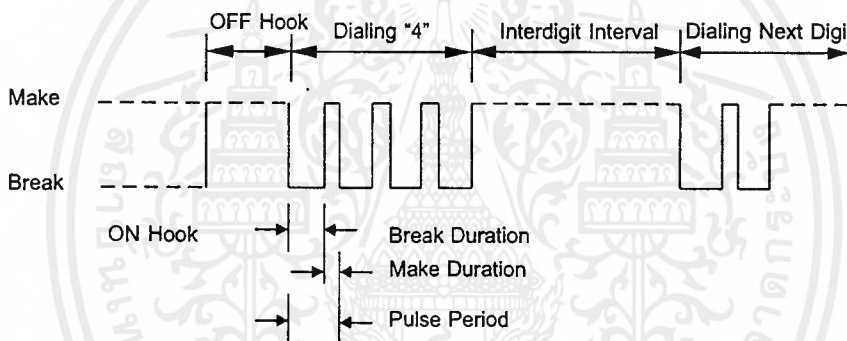 OFF Hook
Dialing "4"
Interdigit Interval
Dialing Next Digi
Make
Break
ON Hook
Break Duration
Make Duration
Pulse Period